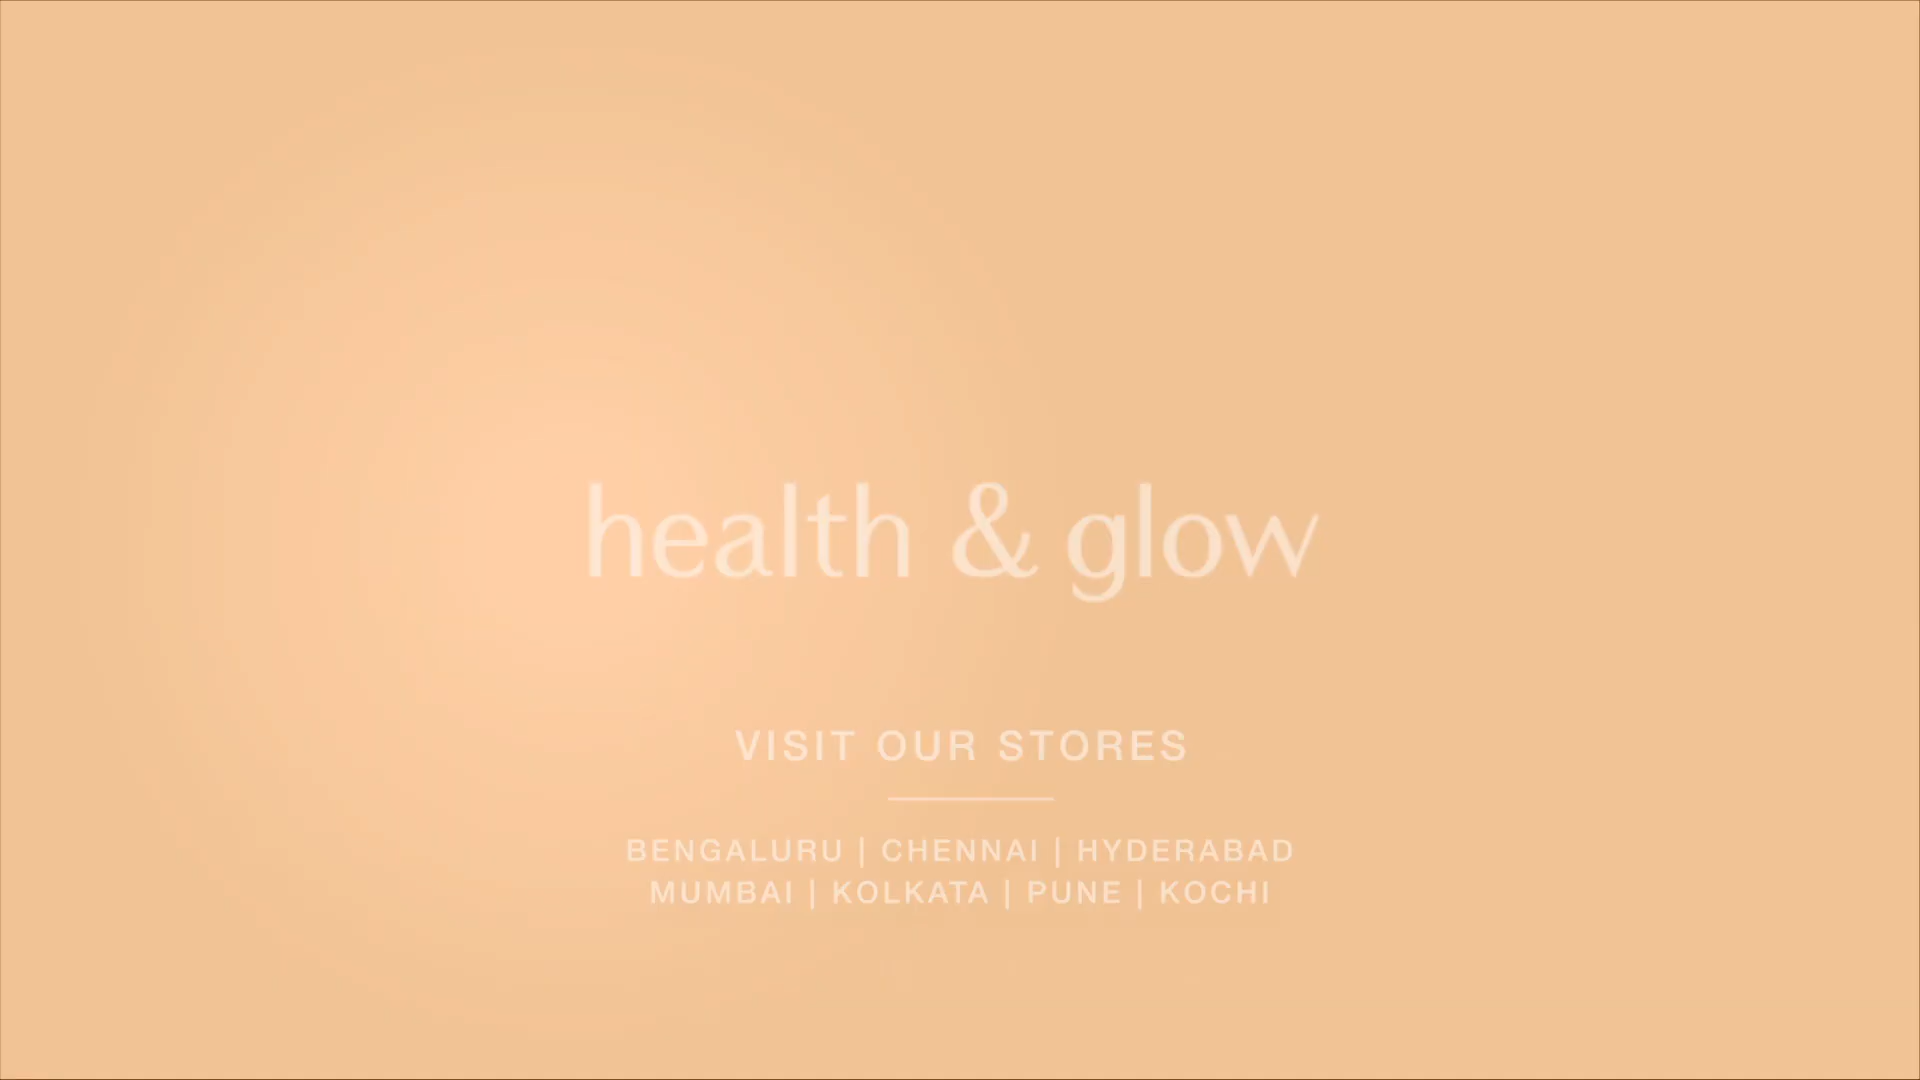 health & glow
VISIT OUR STORES
BENGALURU | CHENNAI | HYDERABAD
MUMBAI | KOLKATA | PUNE | KOCHI